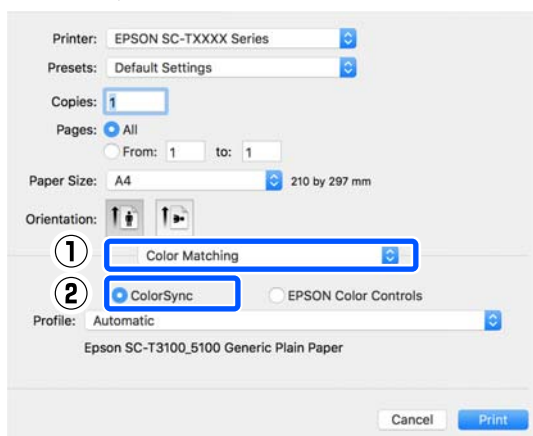 Printer: EPSON SC-TXXXX Series
Presets: Default Settings
Copies: 1
Pages: All
From: 1 to: 1
Paper Size: A4 210 by 297 mm
Orientation:
① Color Matching
② ColorSync EPSON Color Controls
Profile: Automatic
Epson SC-T3100_5100 Generic Plain Paper
Cancel Print